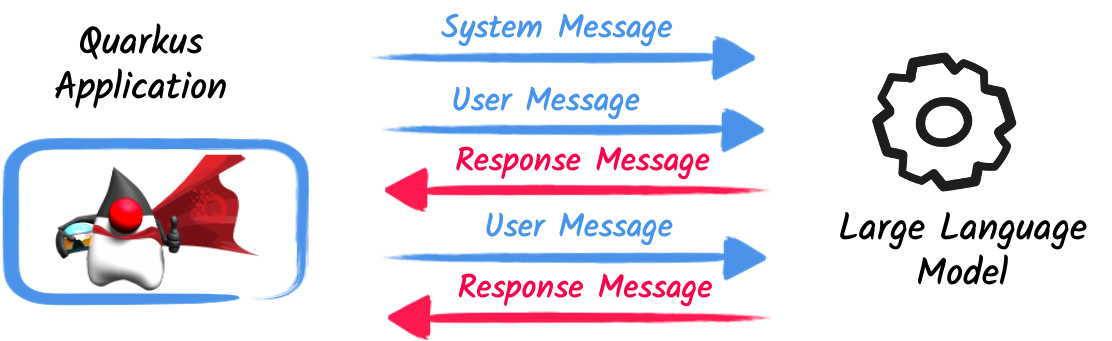 Quarkus
Application
System Message
User Message
Response Message
User Message
Response Message
Large Language
Model